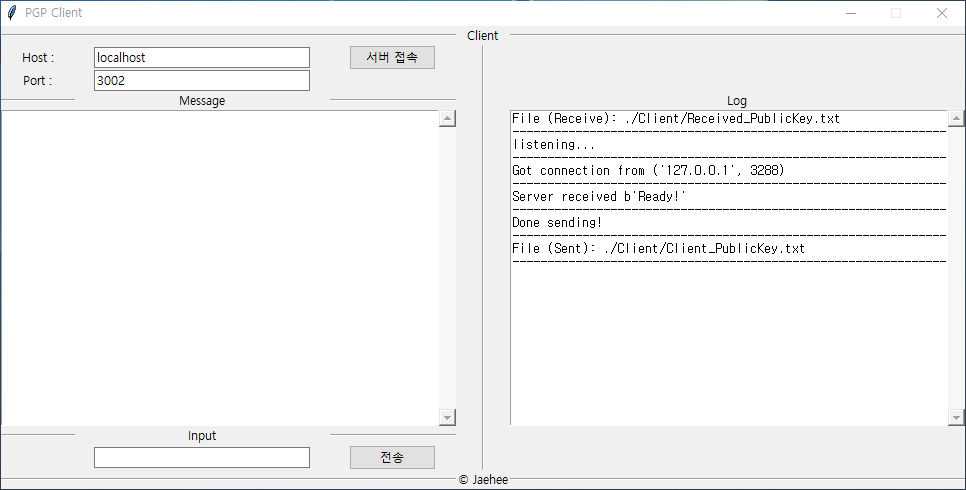 PGP Client
Client
Host :
localhost
서버 접속
Port :
3002
Message
Log
File (Receive): ./Client/Received_PublicKey.txt
listening...
Got connection from ('127.0.0.1', 3288)
Server received b'Ready!'
Done sending!
File (Sent): ./Client/Client_PublicKey.txt
Input
전송
© Jaehee